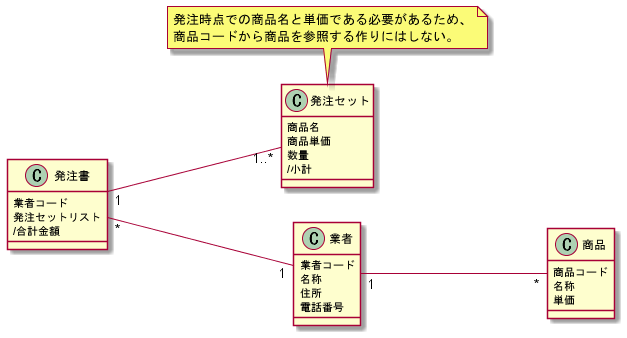 発注時点での商品名と単価である必要があるため、
商品コードから商品を参照する作りにはしない。
C 発注セット
商品名
商品単価
数量
/小計
C 発注書
業者コード
発注セットリスト
/合計金額
1
1..*
*
1
C 業者
業者コード
名称
住所
電話番号
1
*
C 商品
商品コード
名称
単価